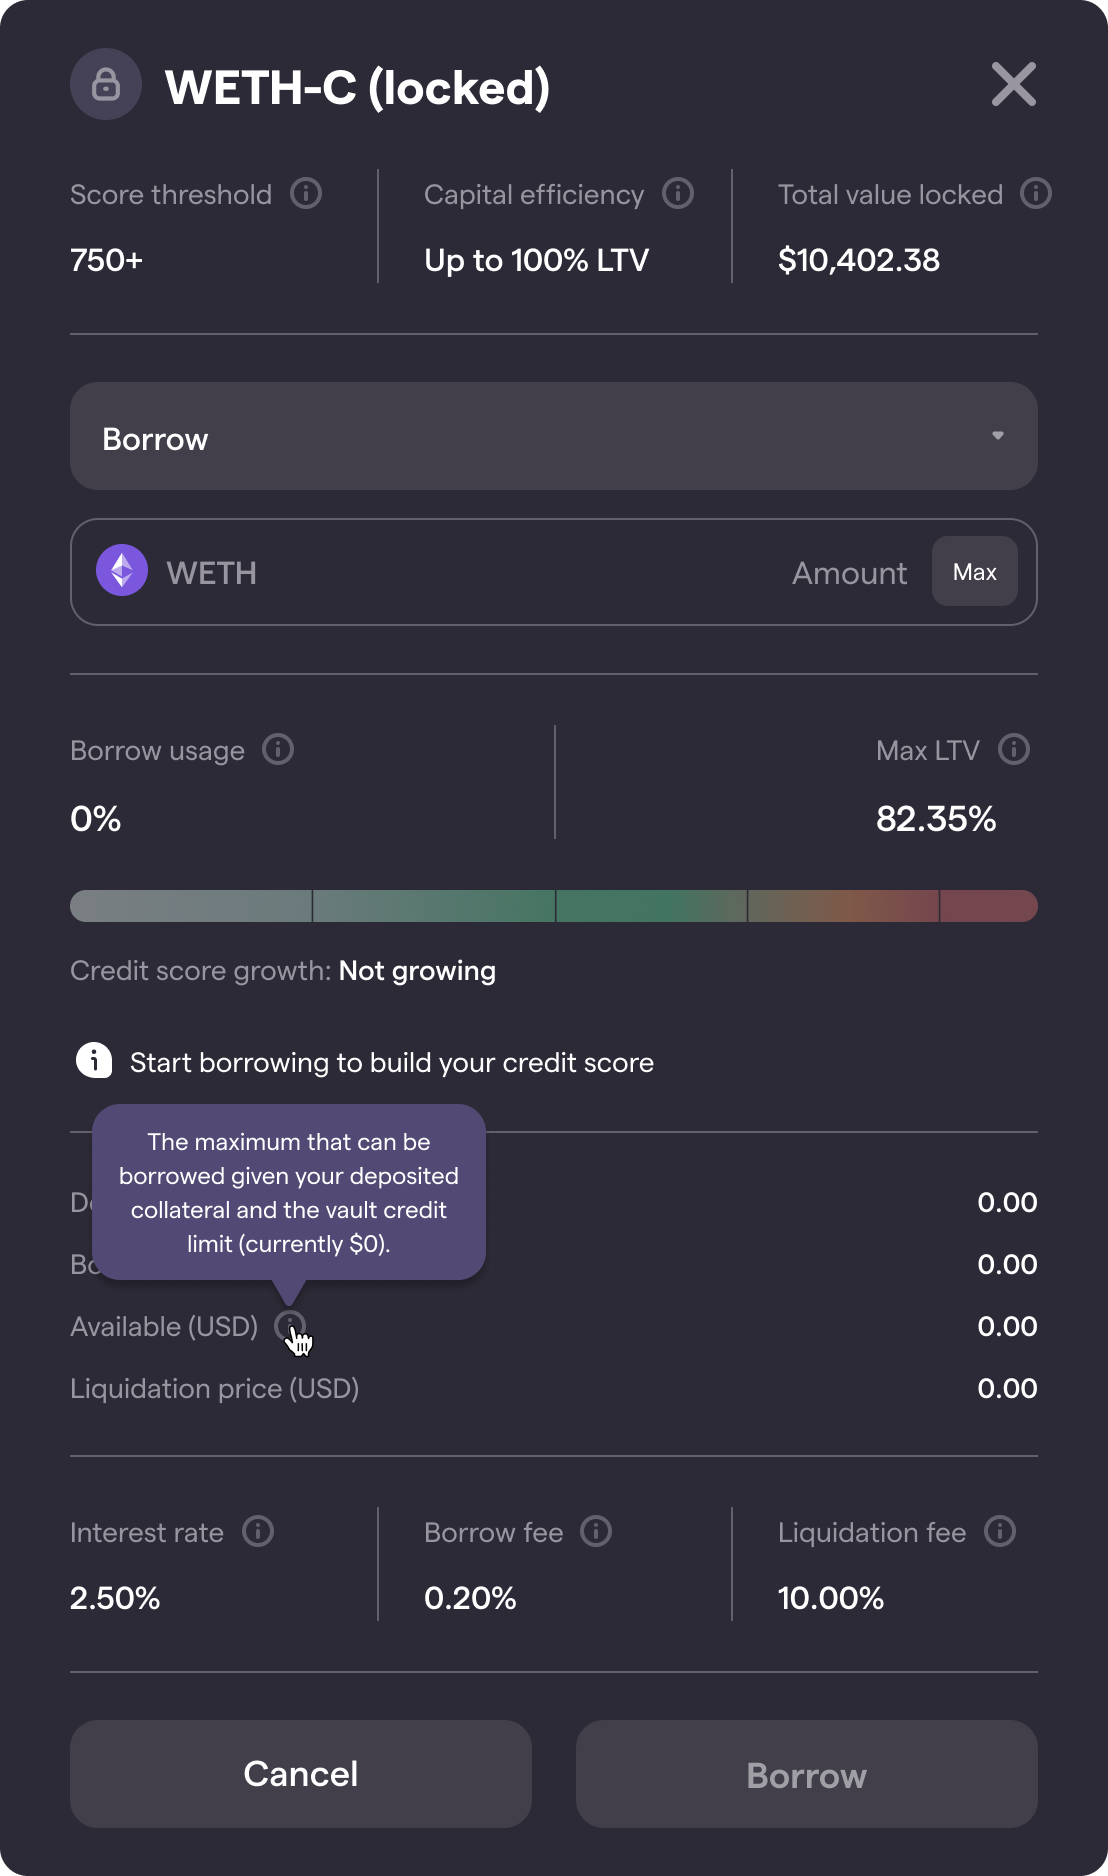 WETH-C (locked)
Score threshold
750+
Capital efficiency
Up to 100% LTV
Total value locked
$10,402.38
Borrow
WETH
Amount
Max
Borrow usage
0%
Max LTV
82.35%
Credit score growth: Not growing
Start borrowing to build your credit score
The maximum that can be
borrowed given your deposited
collateral and the vault credit
limit (currently $0).
0.00
0.00
Available (USD)
0.00
Liquidation price (USD)
0.00
Interest rate
2.50%
Borrow fee
0.20%
Liquidation fee
10.00%
Cancel
Borrow